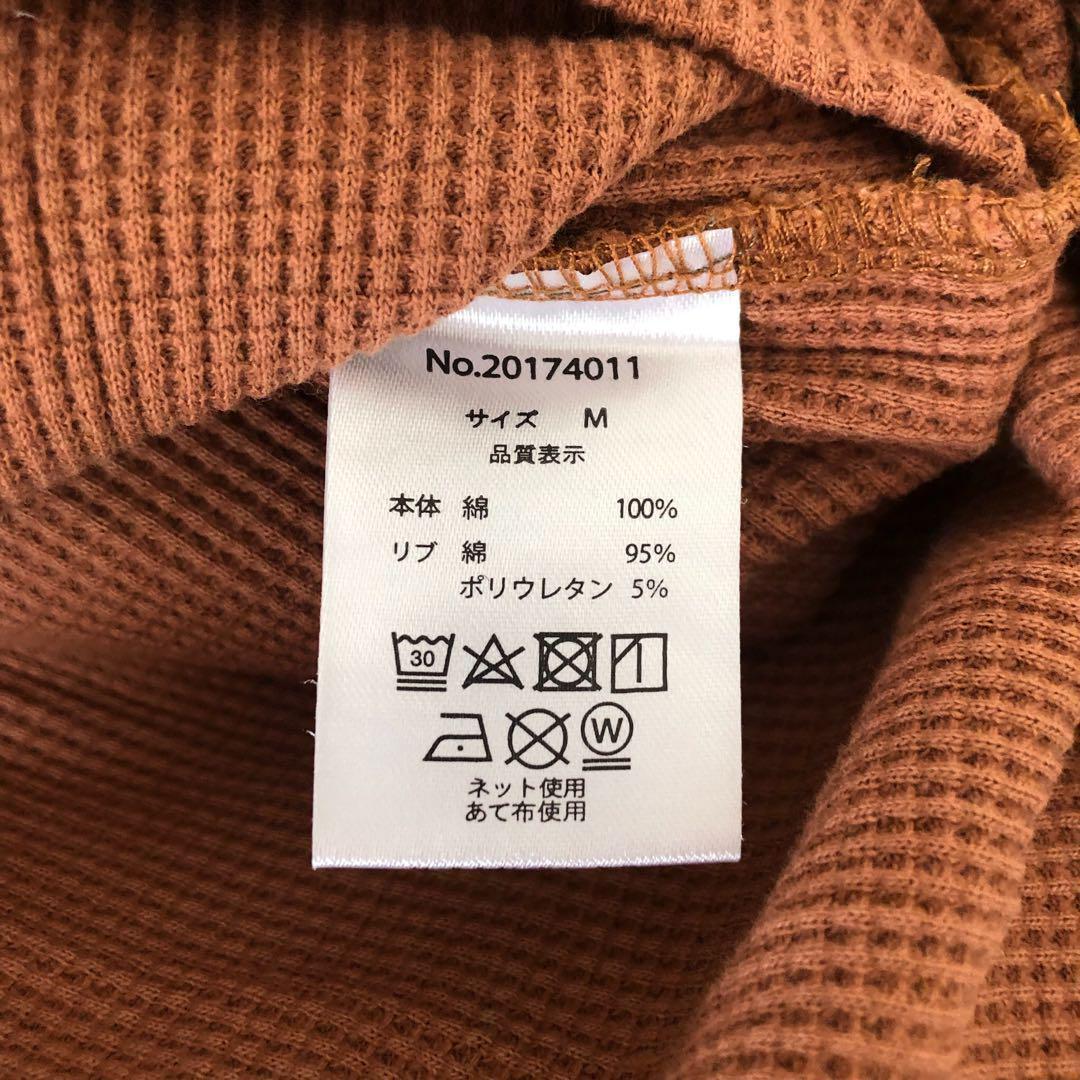 No.20174011
サイズ M
品質表示
本体 綿 100%
リブ 綿 95%
ポリウレタン 5%
30
W
ネット使用
あて布使用